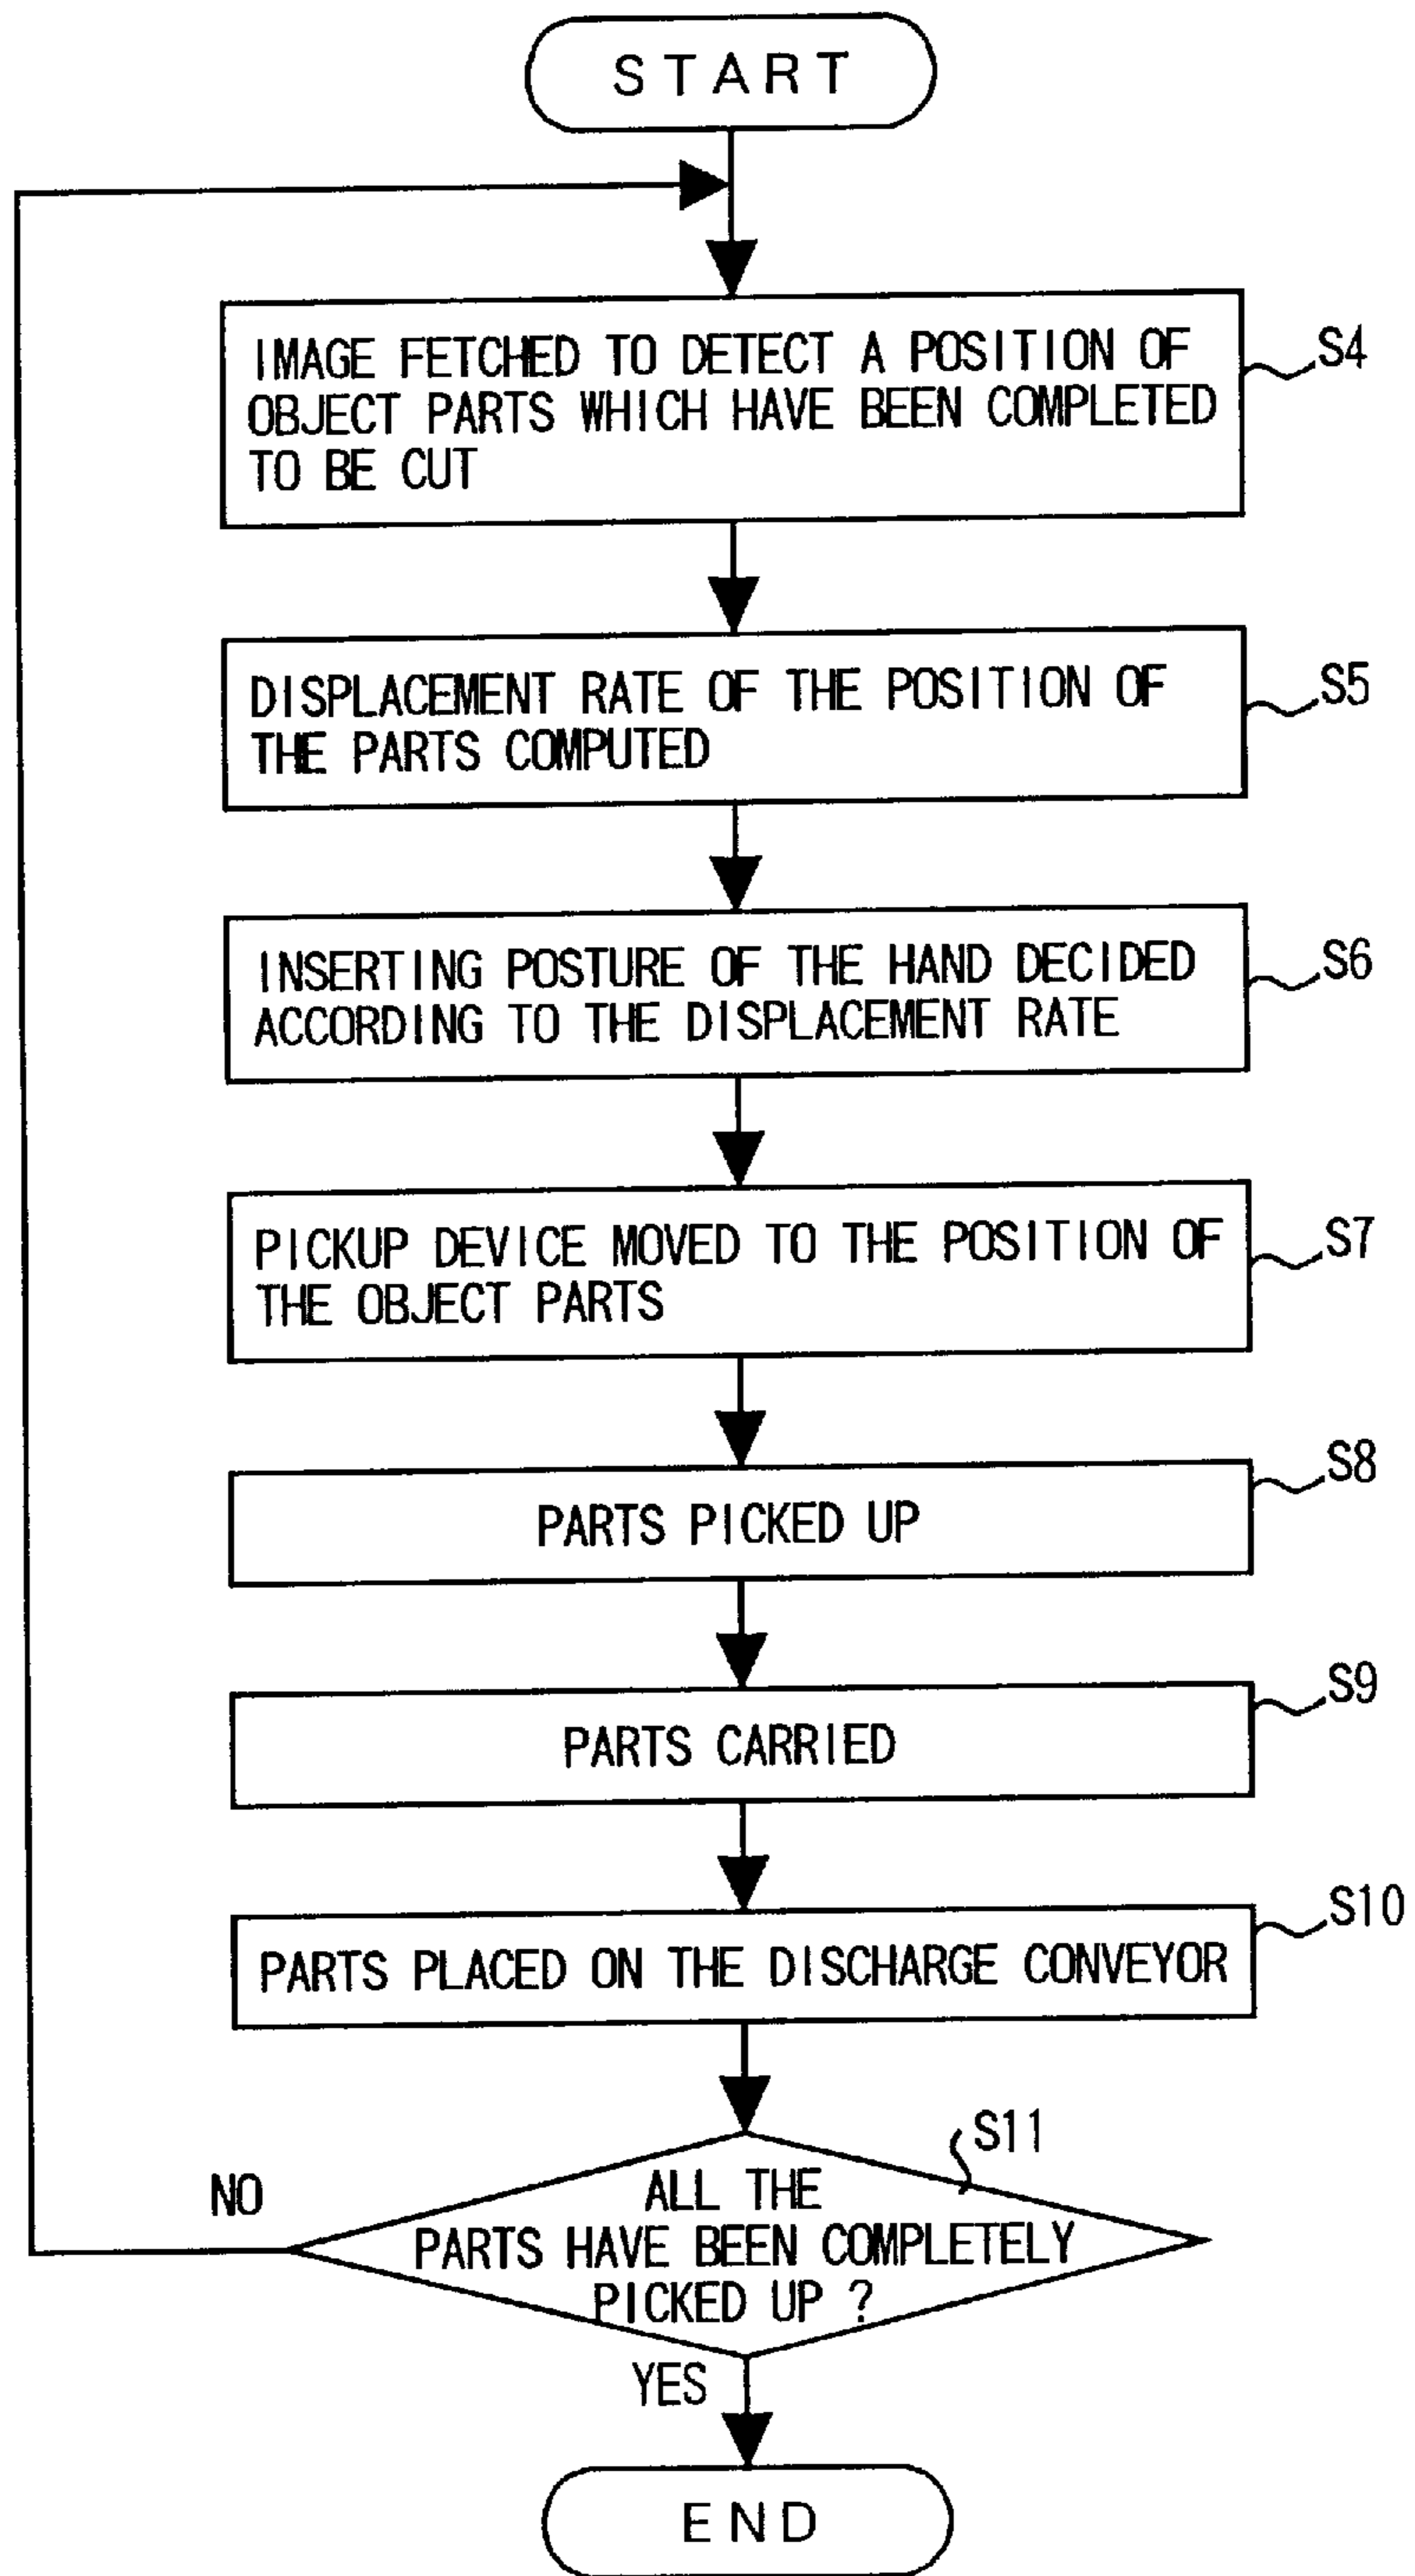 START
IMAGE FETCHED TO DETECT A POSITION OF
OBJECT PARTS WHICH HAVE BEEN COMPLETED
TO BE CUT
S4
DISPLACEMENT RATE OF THE POSITION OF
THE PARTS COMPUTED
S5
INSERTING POSTURE OF THE HAND DECIDED
ACCORDING TO THE DISPLACEMENT RATE
S6
PICKUP DEVICE MOVED TO THE POSITION OF
THE OBJECT PARTS
S7
PARTS PICKED UP
S8
PARTS CARRIED
S9
PARTS PLACED ON THE DISCHARGE CONVEYOR
S10
S11
ALL THE
PARTS HAVE BEEN COMPLETELY
PICKED UP ?
NO
YES
END